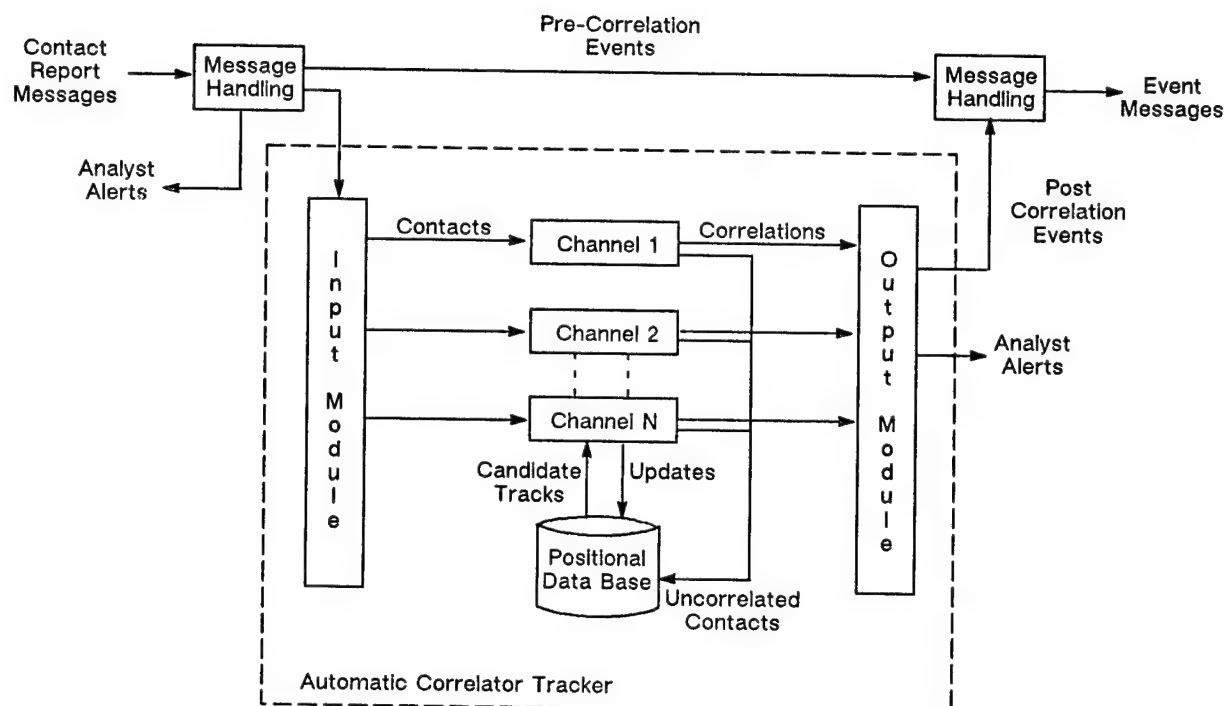 Pre-Correlation
Events
Contact
Report
Messages
Message
Handling
Message
Handling
Event
Messages
Analyst
Alerts
Post
Correlation
Events
Input Module
Contacts
Channel 1
Correlations
Output Module
Channel 2
Analyst
Alerts
Channel N
Candidate
Tracks
Updates
Positional
Data Base
Uncorrelated
Contacts
Automatic Correlator Tracker